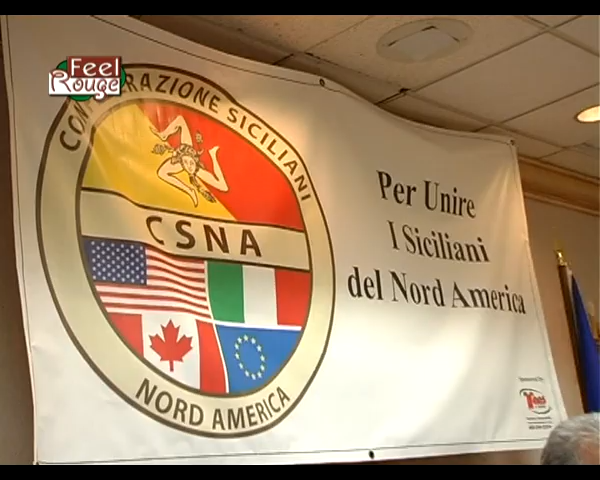 Feel
Rouge
CONFEDERAZIONE SICILIANI
CSNA
NORD AMERICA
Per Unire
I Siciliani
del Nord America